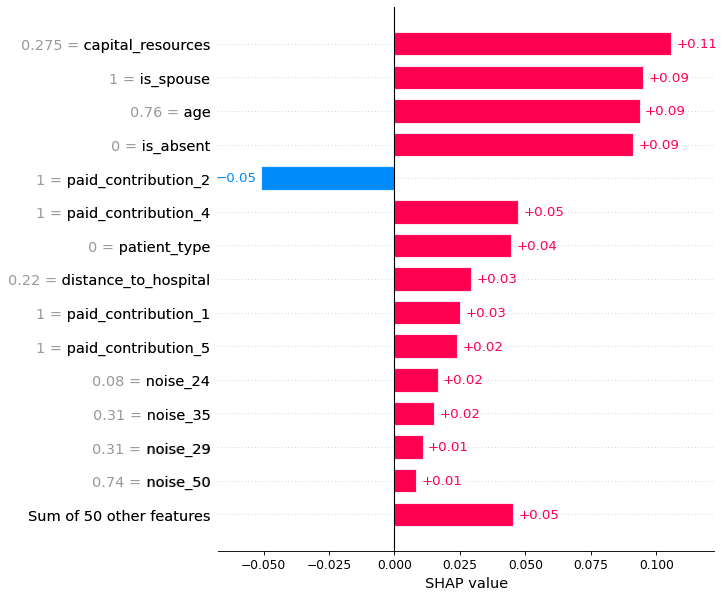 0.275 = capital_resources +0.11
1 = is_spouse +0.09
0.76 = age +0.09
0 = is_absent +0.09
1 = paid_contribution_2 −0.05
1 = paid_contribution_4 +0.05
0 = patient_type +0.04
0.22 = distance_to_hospital +0.03
1 = paid_contribution_1 +0.03
1 = paid_contribution_5 +0.02
0.08 = noise_24 +0.02
0.31 = noise_35 +0.02
0.31 = noise_29 +0.01
0.74 = noise_50 +0.01
Sum of 50 other features +0.05
−0.050 −0.025 0.000 0.025 0.050 0.075 0.100
SHAP value